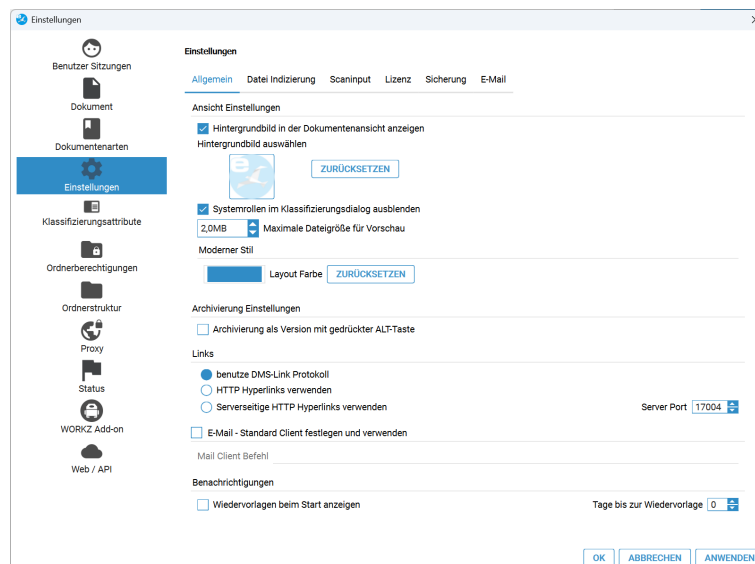 Einstellungen
Benutzer Sitzungen
Dokument
Dokumentenarten
Einstellungen
Klassifizierungsattribute
Ordnerberechtigungen
Ordnerstruktur
Proxy
Status
WORKZ Add-on
Web / API
Einstellungen
Allgemein Datei Indizierung Scaninput Lizenz Sicherung E-Mail
Ansicht Einstellungen
Hintergrundbild in der Dokumentenansicht anzeigen
Hintergrundbild auswählen
e
ZURÜCKSETZEN
Systemrollen im Klassifizierungsdialog ausblenden
2,0MB Maximale Dateigröße für Vorschau
Moderner Stil
Layout Farbe ZURÜCKSETZEN
Archivierung Einstellungen
Archivierung als Version mit gedrückter ALT-Taste
Links
benutze DMS-Link Protokoll
HTTP Hyperlinks verwenden
Serverseitige HTTP Hyperlinks verwenden Server Port 17004
E-Mail - Standard Client festlegen und verwenden
Mail Client Befehl
Benachrichtigungen
Wiedervorlagen beim Start anzeigen Tage bis zur Wiedervorlage 0
OK ABBRECHEN ANWENDEN